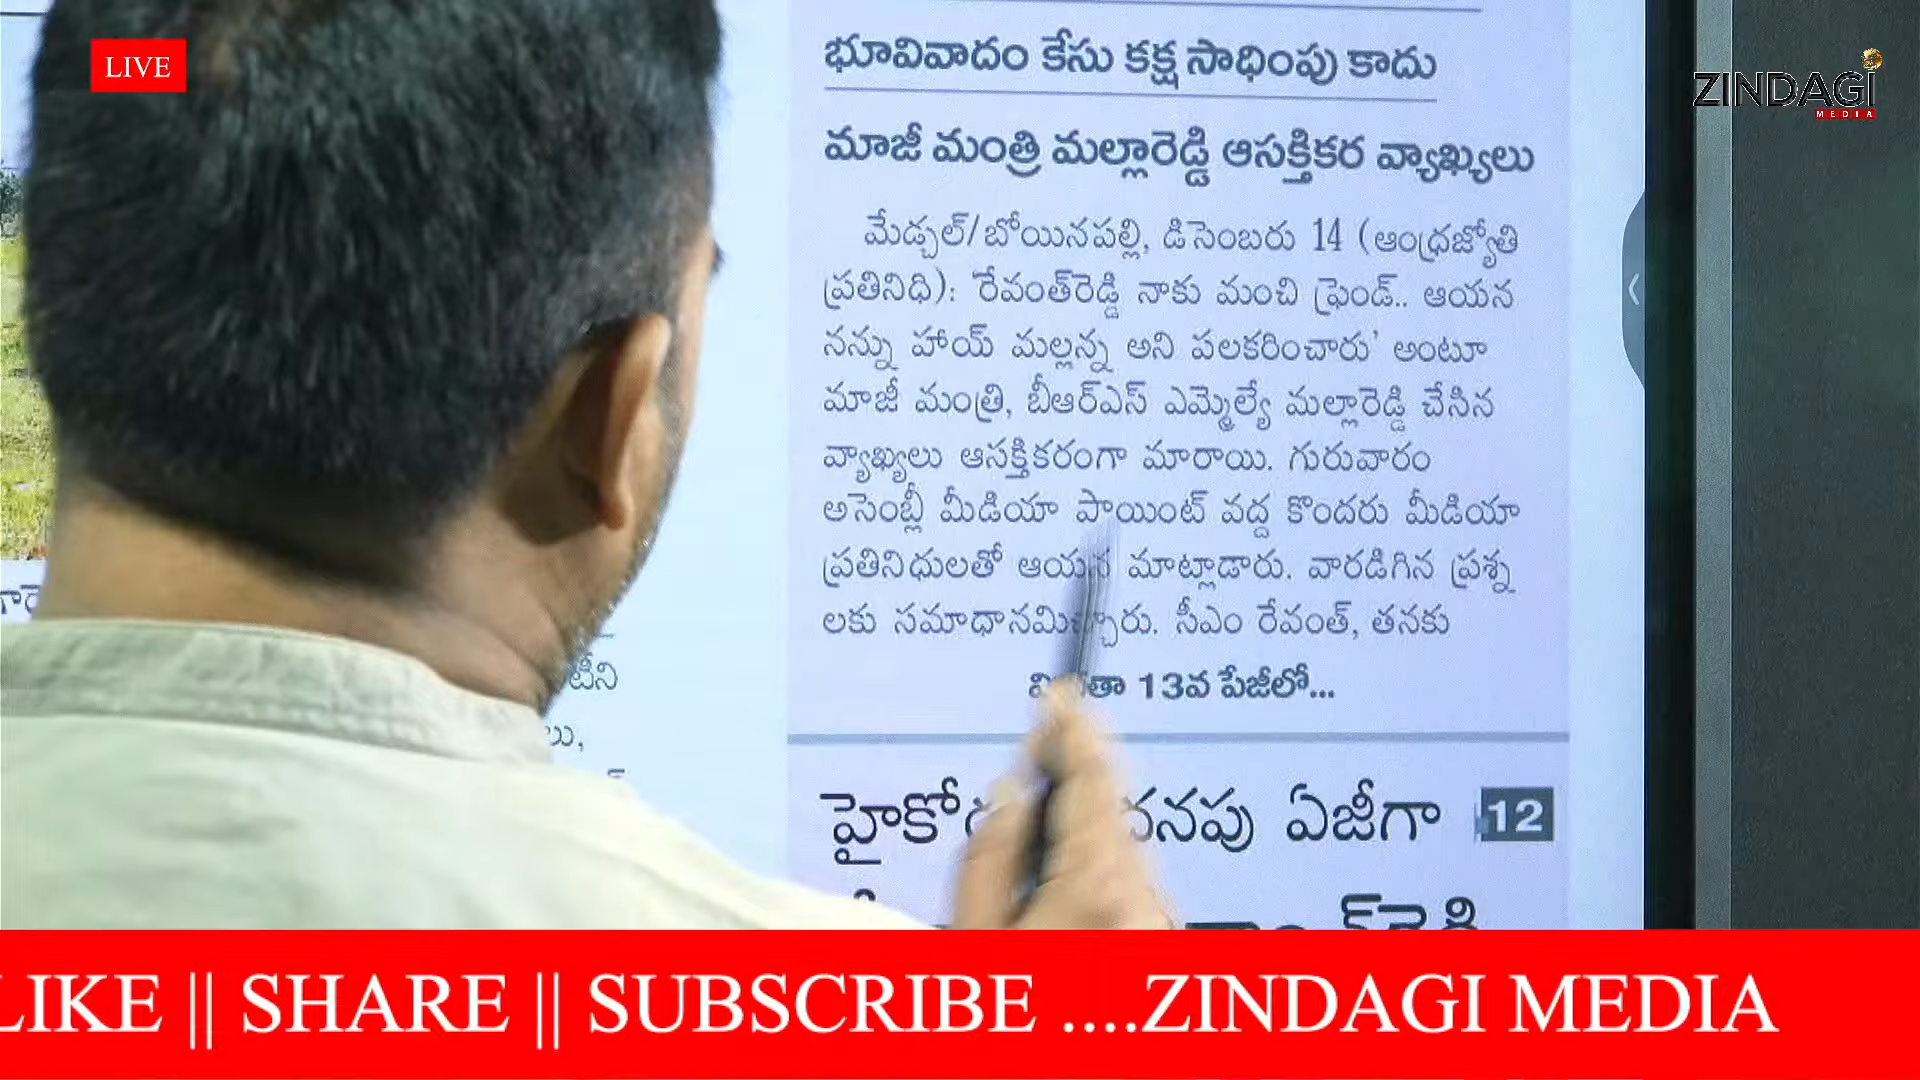 LIVE
ZINDAGI
MEDIA
భూవివాదం కేసు కక్ష సాధింపు కాదు
మాజీ మంత్రి మల్లారెడ్డి ఆసక్తికర వ్యాఖ్యలు
మేడ్చల్/బోయినపల్లి, డిసెంబరు 14 (ఆంధ్రజ్యోతి
ప్రతినిధి): 'రేవంత్‌రెడ్డి నాకు మంచి ఫ్రెండ్.. ఆయన
నన్ను హాయ్ మల్లన్న అని పలకరించారు' అంటూ
మాజీ మంత్రి, బీఆర్ఎస్ ఎమ్మెల్యే మల్లారెడ్డి చేసిన
వ్యాఖ్యలు ఆసక్తికరంగా మారాయి. గురువారం
అసెంబ్లీ మీడియా పాయింట్ వద్ద కొందరు మీడియా
ప్రతినిధులతో ఆయన మాట్లాడారు. వారడిగిన ప్రశ్న
లకు సమాధానమిచ్చారు. సీఎం రేవంత్, తనకు
13వ పేజీలో...
ఏజీగా 12
LIKE || SHARE || SUBSCRIBE ....ZINDAGI MEDIA